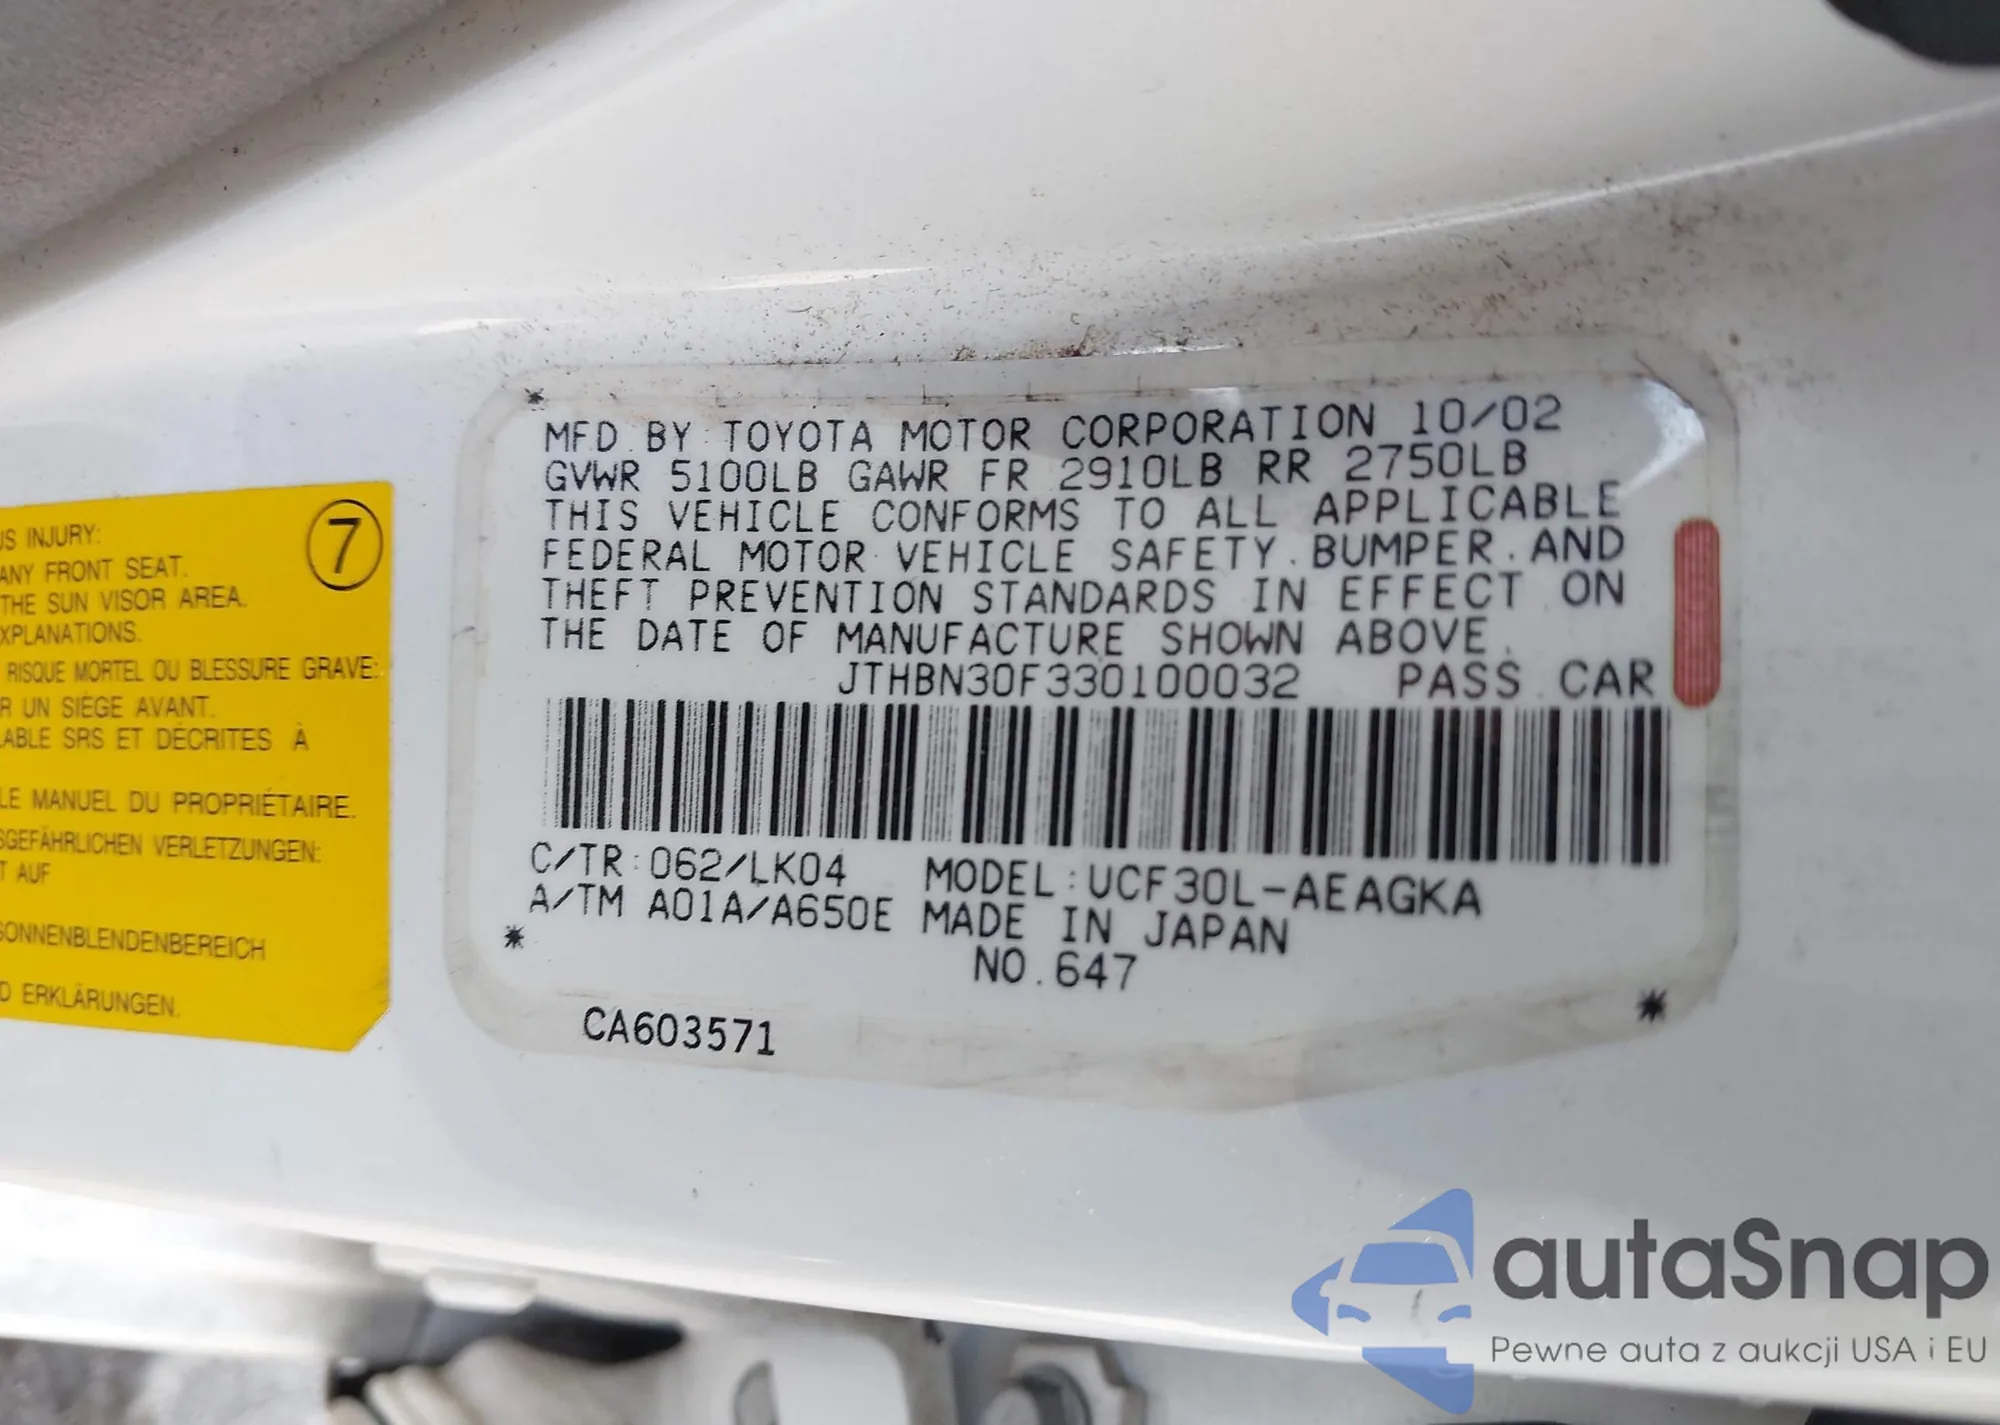 US INJURY:
ANY FRONT SEAT.
THE SUN VISOR AREA.
XPLANATIONS.
RISQUE MORTEL OU BLESSURE GRAVE:
R UN SIÈGE AVANT.
ABLE SRS ET DÉCRITES À
LE MANUEL DU PROPRIÉTAIRE.
SGEFÄHRLICHEN VERLETZUNGEN:
T AUF
SONNENBLENDENBEREICH
D ERKLÄRUNGEN.
7
MFD. BY TOYOTA MOTOR CORPORATION 10/02
GVWR 5100LB GAWR FR 2910LB RR 2750LB
THIS VEHICLE CONFORMS TO ALL APPLICABLE
FEDERAL MOTOR VEHICLE SAFETY.BUMPER.AND
THEFT PREVENTION STANDARDS IN EFFECT ON
THE DATE OF MANUFACTURE SHOWN ABOVE.
JTHBN30F330100032 PASS.CAR
C/TR:062/LK04 MODEL:UCF30L-AEAGKA
A/TM A01A/A650E MADE IN JAPAN
NO.647
CA603571
autaSnap
Pewne auta z aukcji USA i EU